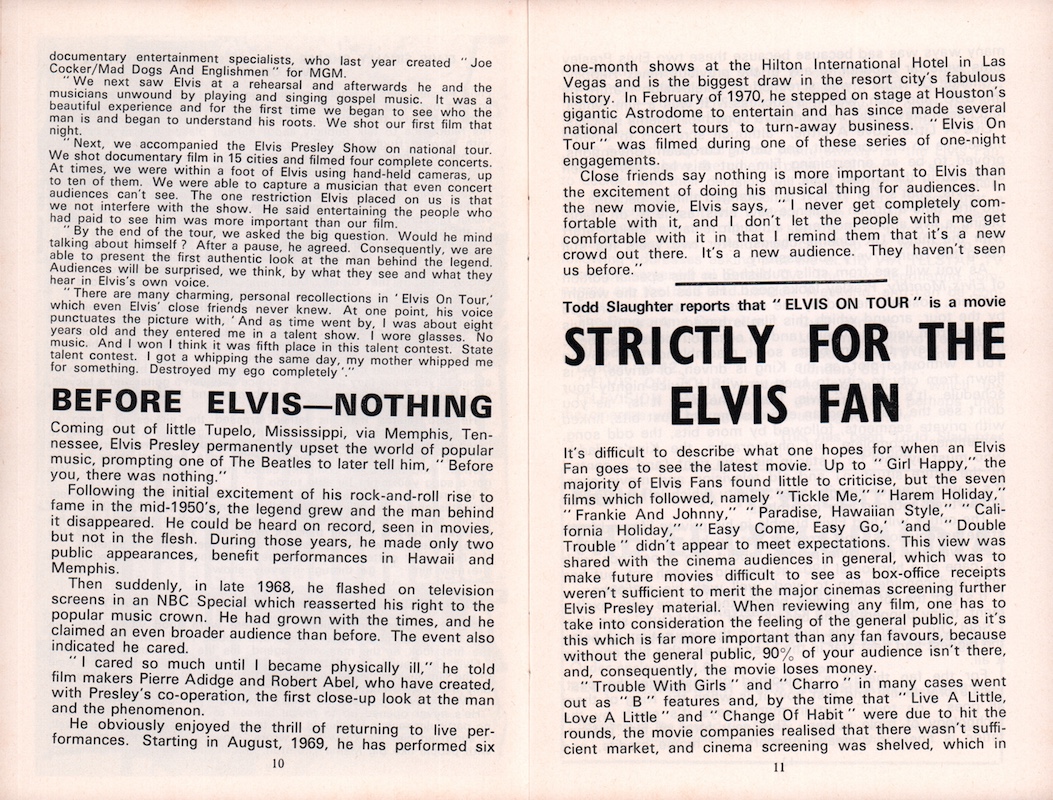 documentary entertainment specialists, who last year created " Joe
Cocker/Mad Dogs And Englishmen " for MGM.
" We next saw Elvis at a rehearsal and afterwards he and the
musicians unwound by playing and singing gospel music. It was a
beautiful experience and for the first time we began to see who the
man is and began to understand his roots. We shot our first film that
night.
" Next, we accompanied the Elvis Presley Show on national tour.
We shot documentary film in 15 cities and filmed four complete concerts.
At times, we were within a foot of Elvis using hand-held cameras, up
to ten of them. We were able to capture a musician that even concert
audiences can't see. The one restriction Elvis placed on us is that
we not interfere with the show. He said entertaining the people who
had paid to see him was more important than our film.
" By the end of the tour, we asked the big question. Would he mind
talking about himself ? After a pause, he agreed. Consequently, we are
able to present the first authentic look at the man behind the legend.
Audiences will be surprised, we think, by what they see and what they
hear in Elvis's own voice.
" There are many charming, personal recollections in ' Elvis On Tour,'
which even Elvis' close friends never knew. At one point, his voice
punctuates the picture with, ' And as time went by, I was about eight
years old and they entered me in a talent show. I wore glasses. No
music. And I won I think it was fifth place in this talent contest. State
talent contest. I got a whipping the same day, my mother whipped me
for something. Destroyed my ego completely '."
BEFORE ELVIS—NOTHING
Coming out of little Tupelo, Mississippi, via Memphis, Ten-
nessee, Elvis Presley permanently upset the world of popular
music, prompting one of The Beatles to later tell him, " Before
you, there was nothing."
Following the initial excitement of his rock-and-roll rise to
fame in the mid-1950's, the legend grew and the man behind
it disappeared. He could be heard on record, seen in movies,
but not in the flesh. During those years, he made only two
public appearances, benefit performances in Hawaii and
Memphis.
Then suddenly, in late 1968, he flashed on television
screens in an NBC Special which reasserted his right to the
popular music crown. He had grown with the times, and he
claimed an even broader audience than before. The event also
indicated he cared.
" I cared so much until I became physically ill," he told
film makers Pierre Adidge and Robert Abel, who have created,
with Presley's co-operation, the first close-up look at the man
and the phenomenon.
He obviously enjoyed the thrill of returning to live per-
formances. Starting in August, 1969, he has performed six
10
one-month shows at the Hilton International Hotel in Las
Vegas and is the biggest draw in the resort city's fabulous
history. In February of 1970, he stepped on stage at Houston's
gigantic Astrodome to entertain and has since made several
national concert tours to turn-away business. " Elvis On
Tour " was filmed during one of these series of one-night
engagements.
Close friends say nothing is more important to Elvis than
the excitement of doing his musical thing for audiences. In
the new movie, Elvis says, " I never get completely com-
fortable with it, and I don't let the people with me get
comfortable with it in that I remind them that it's a new
crowd out there. It's a new audience. They haven't seen
us before."
Todd Slaughter reports that " ELVIS ON TOUR " is a movie
STRICTLY FOR THE
ELVIS FAN
It's difficult to describe what one hopes for when an Elvis
Fan goes to see the latest movie. Up to " Girl Happy," the
majority of Elvis Fans found little to criticise, but the seven
films which followed, namely " Tickle Me," " Harem Holiday,"
" Frankie And Johnny," " Paradise, Hawaiian Style," " Cali-
fornia Holiday," " Easy Come, Easy Go,' 'and " Double
Trouble " didn't appear to meet expectations. This view was
shared with the cinema audiences in general, which was to
make future movies difficult to see as box-office receipts
weren't sufficient to merit the major cinemas screening further
Elvis Presley material. When reviewing any film, one has to
take into consideration the feeling of the general public, as it's
this which is far more important than any fan favours, because
without the general public, 90% of your audience isn't there,
and, consequently, the movie loses money.
" Trouble With Girls " and " Charro " in many cases went
out as " B " features and, by the time that " Live A Little,
Love A Little " and " Change Of Habit " were due to hit the
rounds, the movie companies realised that there wasn't suffi-
cient market, and cinema screening was shelved, which in
11